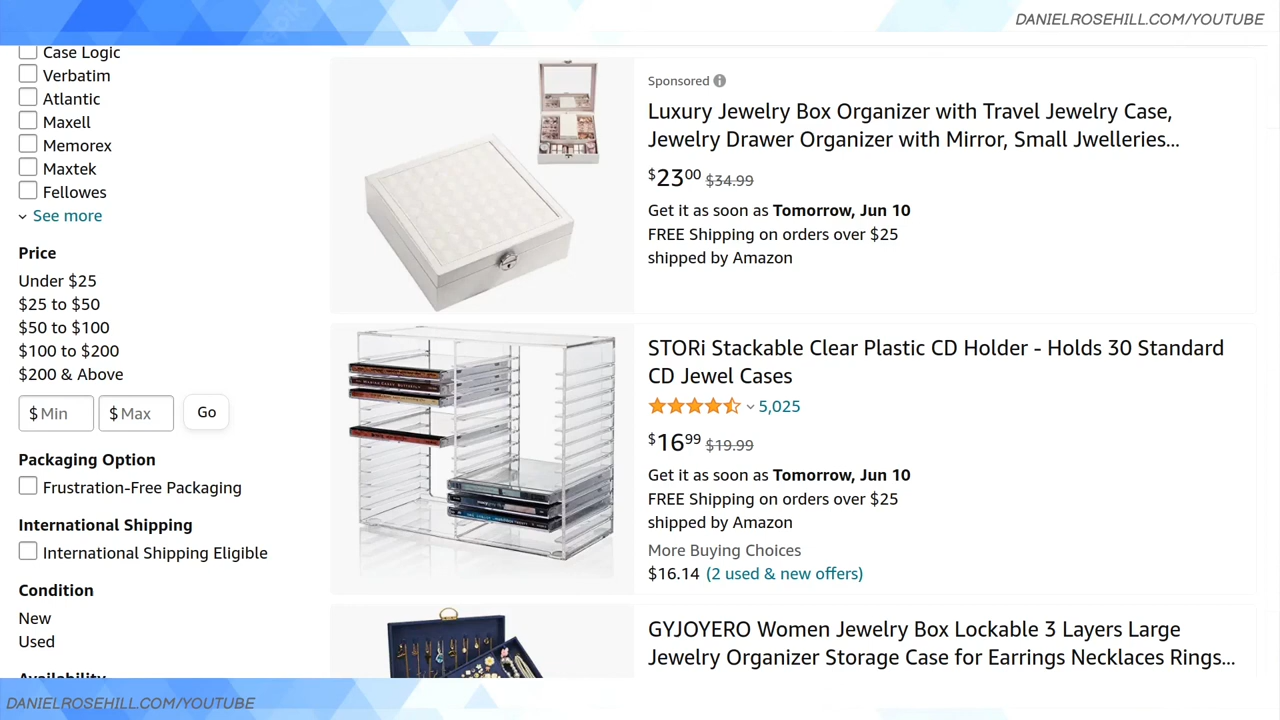 DANIELROSEHILL.COM/YOUTUBE
Case Logic
Verbatim
Atlantic
Maxell
Memorex
Maxtek
Fellowes
See more
Price
Under $25
$25 to $50
$50 to $100
$100 to $200
$200 & Above
$ Min $ Max Go
Packaging Option
Frustration-Free Packaging
International Shipping
International Shipping Eligible
Condition
New
Used
Availability
Sponsored
Luxury Jewelry Box Organizer with Travel Jewelry Case,
Jewelry Drawer Organizer with Mirror, Small Jwelleries...
$2300 $34.99
Get it as soon as Tomorrow, Jun 10
FREE Shipping on orders over $25
shipped by Amazon
STORi Stackable Clear Plastic CD Holder - Holds 30 Standard
CD Jewel Cases
5,025
$1699 $19.99
Get it as soon as Tomorrow, Jun 10
FREE Shipping on orders over $25
shipped by Amazon
More Buying Choices
$16.14 (2 used & new offers)
GYJOYERO Women Jewelry Box Lockable 3 Layers Large
Jewelry Organizer Storage Case for Earrings Necklaces Rings...
DANIELROSEHILL.COM/YOUTUBE